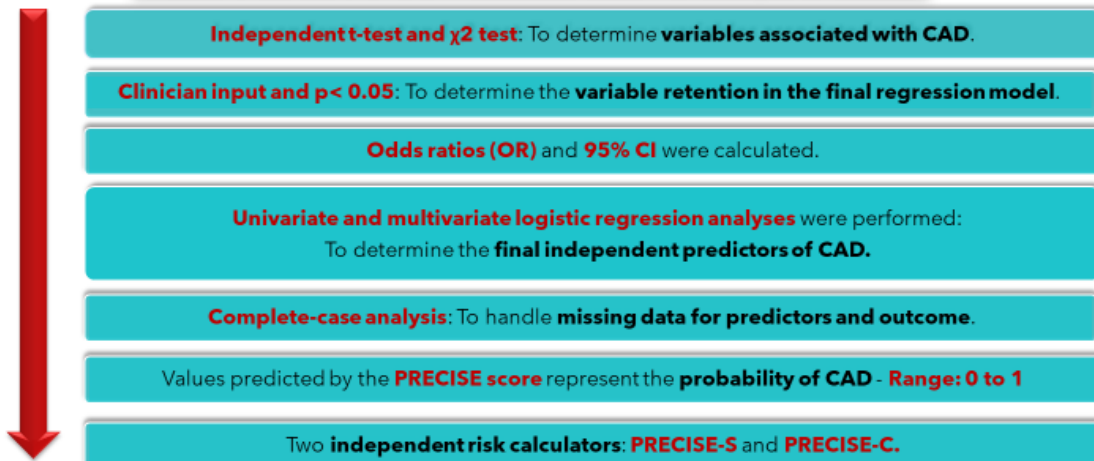 Independent t-test and χ2 test: To determine variables associated with CAD.
Clinician input and p< 0.05: To determine the variable retention in the final regression model.
Odds ratios (OR) and 95% CI were calculated.
Univariate and multivariate logistic regression analyses were performed:
To determine the final independent predictors of CAD.
Complete-case analysis: To handle missing data for predictors and outcome.
Values predicted by the PRECISE score represent the probability of CAD - Range: 0 to 1
Two independent risk calculators: PRECISE-S and PRECISE-C.